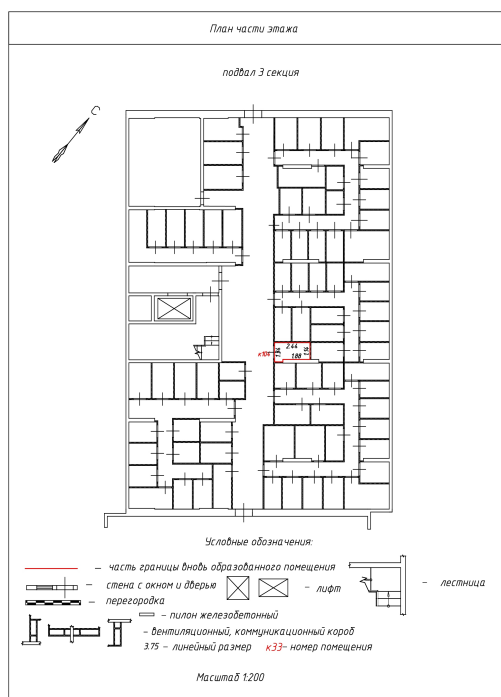 План части этажа
подвал 3 секция
С
2.44
1.88
Условные обозначения:
– часть границы вновь образованного помещения
– стена с окном и дверью
– лифт
– лестница
– перегородка
– пилон железобетонный
– вентиляционный, коммуникационный короб
3.75 – линейный размер к33– номер помещения
Масштаб 1:200